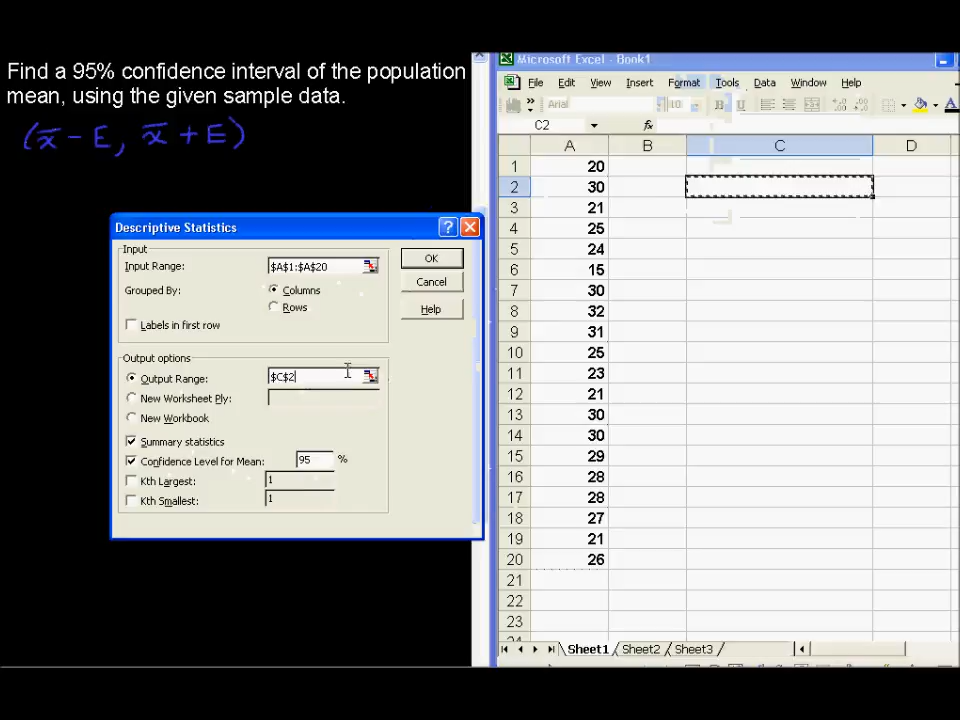 Find a 95% confidence interval of the population
mean, using the given sample data.
(x̄ - E, x̄ + E)
Microsoft Excel - Book1
File Edit View Insert Format Tools Data Window Help
Arial 10 B U A
C2 fx
A B C D
1 20
2 30
3 21
4 25
5 24
6 15
7 30
8 32
9 31
10 25
11 23
12 21
13 30
14 30
15 29
16 28
17 28
18 27
19 21
20 26
21
22
23
24
Sheet1 Sheet2 Sheet3
Descriptive Statistics
Input
Input Range: $A$1:$A$20
Grouped By: Columns
Rows
Labels in first row
OK
Cancel
Help
Output options
Output Range: $C$2
New Worksheet Ply:
New Workbook
Summary statistics
Confidence Level for Mean: 95 %
Kth Largest: 1
Kth Smallest: 1